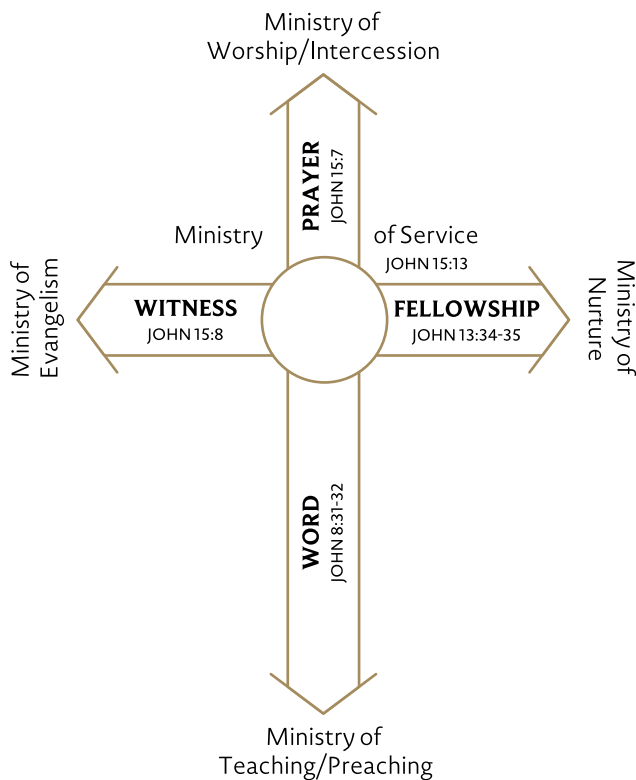 Ministry of
Worship/Intercession
PRAYER
JOHN 15:7
Ministry of Service
JOHN 15:13
Ministry of
Evangelism
WITNESS
JOHN 15:8
FELLOWSHIP
JOHN 13:34-35
Ministry of
Nurture
WORD
JOHN 8:31-32
Ministry of
Teaching/Preaching